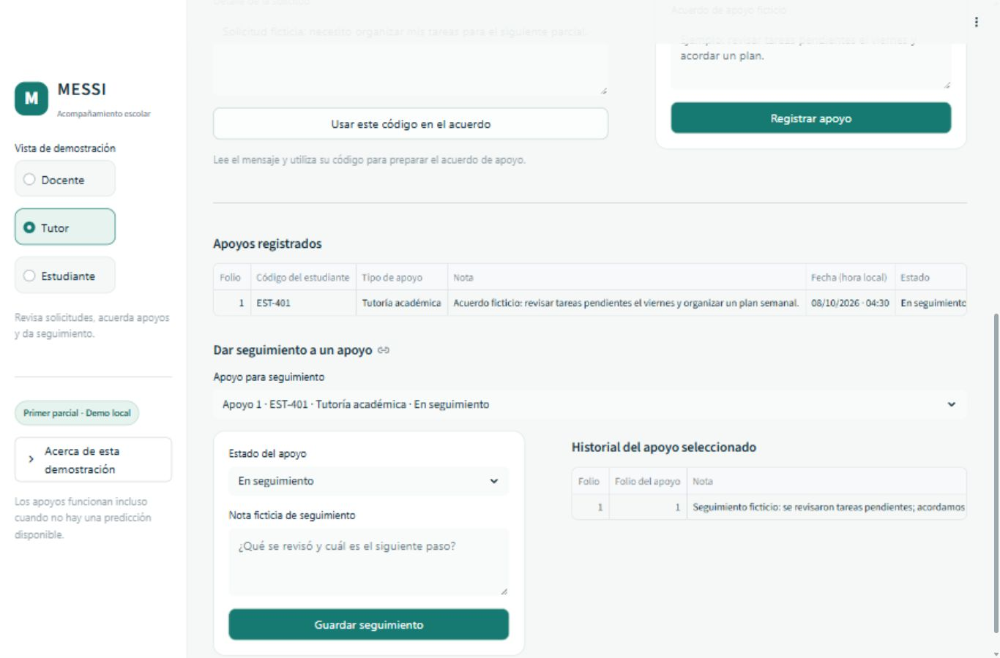 M
MESSI
Acompañamiento escolar
Vista de demostración
Docente
Tutor
Estudiante
Revisa solicitudes, acuerda apoyos
y da seguimiento.
Primer parcial · Demo local
Acerca de esta
demostración
Los apoyos funcionan incluso
cuando no hay una predicción
disponible.
Detalle de la solicitud
Solicitud ficticia: necesito organizar mis tareas para el siguiente parcial.
Usar este código en el acuerdo
Lee el mensaje y utiliza su código para preparar el acuerdo de apoyo.
Acuerdo de apoyo ficticio
Ejemplo: revisar tareas pendientes el viernes y
acordar un plan.
Registrar apoyo
Apoyos registrados
Folio Código del estudiante Tipo de apoyo Nota Fecha (hora local) Estado
1 EST-401 Tutoría académica Acuerdo ficticio: revisar tareas pendientes el viernes y organizar un plan semanal. 08/10/2026 · 04:30 En seguimiento
Dar seguimiento a un apoyo
Apoyo para seguimiento
Apoyo 1 · EST-401 · Tutoría académica · En seguimiento
Estado del apoyo
En seguimiento
Nota ficticia de seguimiento
¿Qué se revisó y cuál es el siguiente paso?
Guardar seguimiento
Historial del apoyo seleccionado
Folio Folio del apoyo Nota
1 1 Seguimiento ficticio: se revisaron tareas pendientes; acordamos